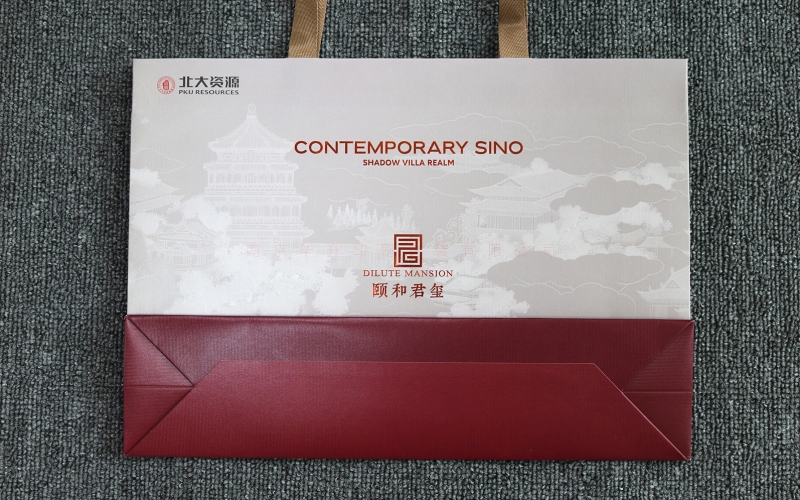 北大资源
PKU RESOURCES
CONTEMPORARY SINO
SHADOW VILLA REALM
DILUTE MANSION
颐和君玺